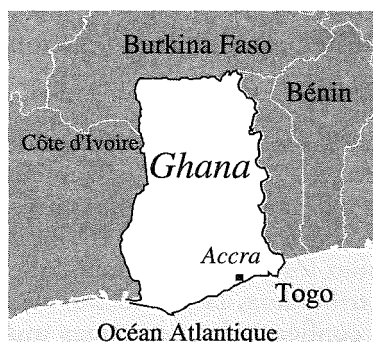 Burkina Faso
Bénin
Côte d'Ivoire
Ghana
Accra
Togo
Océan Atlantique